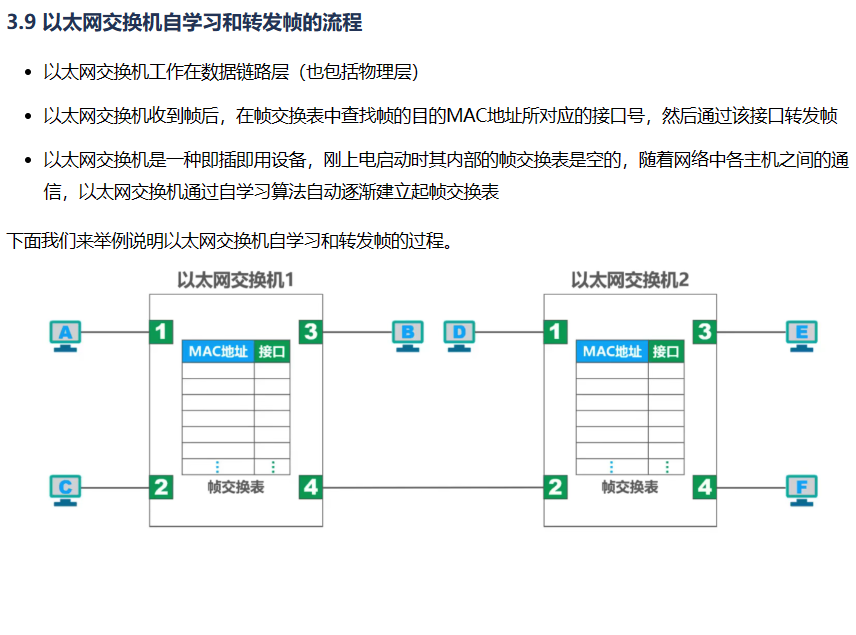 3.9 以太网交换机自学习和转发帧的流程
以太网交换机工作在数据链路层（也包括物理层）
以太网交换机收到帧后，在帧交换表中查找帧的目的MAC地址所对应的接口号，然后通过该接口转发帧
以太网交换机是一种即插即用设备，刚上电启动时其内部的帧交换表是空的，随着网络中各主机之间的通
信，以太网交换机通过自学习算法自动逐渐建立起帧交换表
下面我们来举例说明以太网交换机自学习和转发帧的过程。
以太网交换机1 以太网交换机2
A 1 3 B D 1 3 E
MAC地址 接口 MAC地址 接口
C 2 帧交换表 4 2 帧交换表 4 F